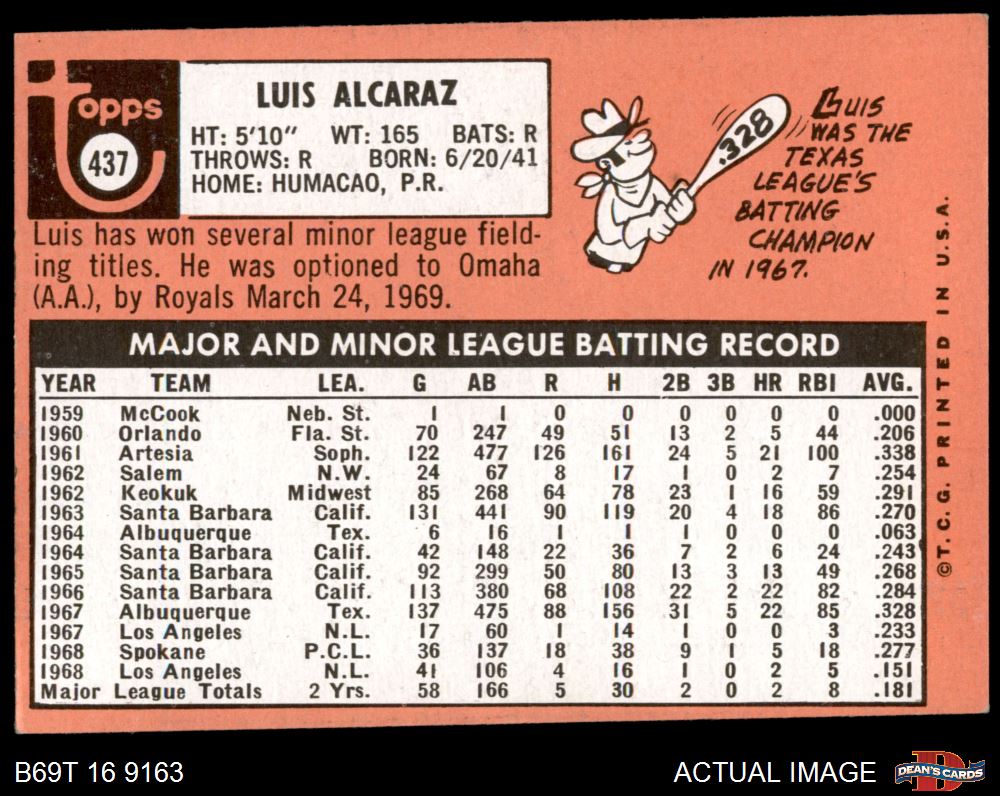 Topps
437
LUIS ALCARAZ
HT: 5'10" WT: 165 BATS: R
THROWS: R BORN: 6/20/41
HOME: HUMACAO, P.R.
Luis has won several minor league field-
ing titles. He was optioned to Omaha
(A.A.), by Royals March 24, 1969.
.328
LUIS
WAS THE
TEXAS
LEAGUE'S
BATTING
CHAMPION
IN 1967.
MAJOR AND MINOR LEAGUE BATTING RECORD
YEAR TEAM LEA. G AB R H 2B 3B HR RBI AVG.
1959 McCook Neb. St. 1 1 0 0 0 0 0 0 .000
1960 Orlando Fla. St. 70 247 49 51 13 2 5 44 .206
1961 Artesia Soph. 122 477 126 161 24 5 21 100 .338
1962 Salem N.W. 24 67 8 17 1 0 2 7 .254
1962 Keokuk Midwest 85 268 64 78 23 1 16 59 .291
1963 Santa Barbara Calif. 131 441 90 119 20 4 18 86 .270
1964 Albuquerque Tex. 6 16 1 1 1 0 0 0 .063
1964 Santa Barbara Calif. 42 148 22 36 7 2 6 24 .243
1965 Santa Barbara Calif. 92 299 50 80 13 3 13 49 .268
1966 Santa Barbara Calif. 113 380 68 108 22 2 22 82 .284
1967 Albuquerque Tex. 137 475 88 156 31 5 22 85 .328
1967 Los Angeles N.L. 17 60 1 14 1 0 0 3 .233
1968 Spokane P.C.L. 36 137 18 38 9 1 5 18 .277
1968 Los Angeles N.L. 41 106 4 16 1 0 2 5 .151
Major League Totals 2 Yrs. 58 166 5 30 2 0 2 8 .181
© T. C. G. PRINTED IN U.S.A.
B69T 16 9163
ACTUAL IMAGE
D
DEAN'S CARDS